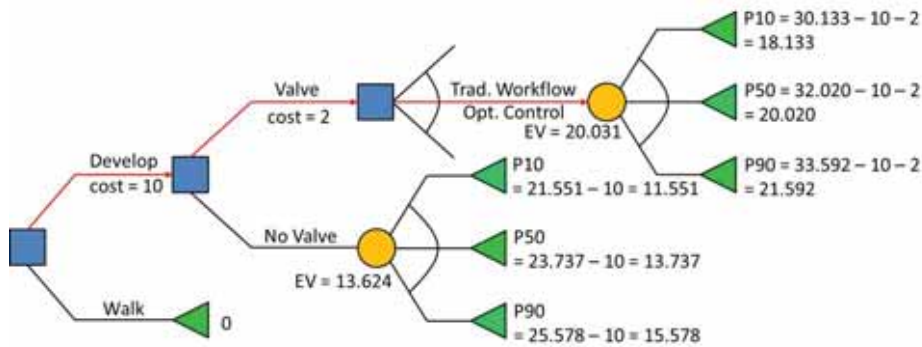 P10 = 30.133 – 10 – 2
= 18.133
Valve
cost = 2
Trad. Workflow
Opt. Control
EV = 20.031
P50 = 32.020 – 10 – 2
= 20.020
P90 = 33.592 – 10 – 2
= 21.592
Develop
cost = 10
P10
= 21.551 – 10 = 11.551
No Valve
EV = 13.624
P50
= 23.737 – 10 = 13.737
P90
= 25.578 – 10 = 15.578
Walk
0